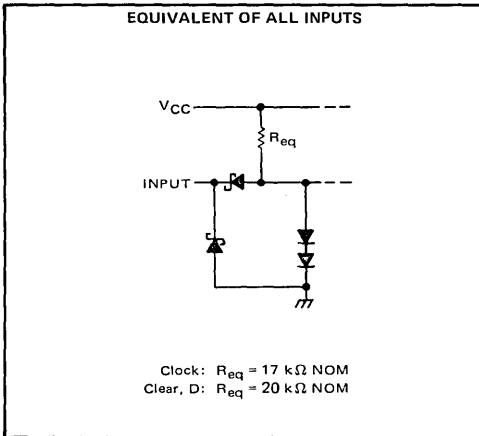 EQUIVALENT OF ALL INPUTS
VCC
Req
INPUT
Clock: Req = 17 kΩ NOM
Clear, D: Req = 20 kΩ NOM